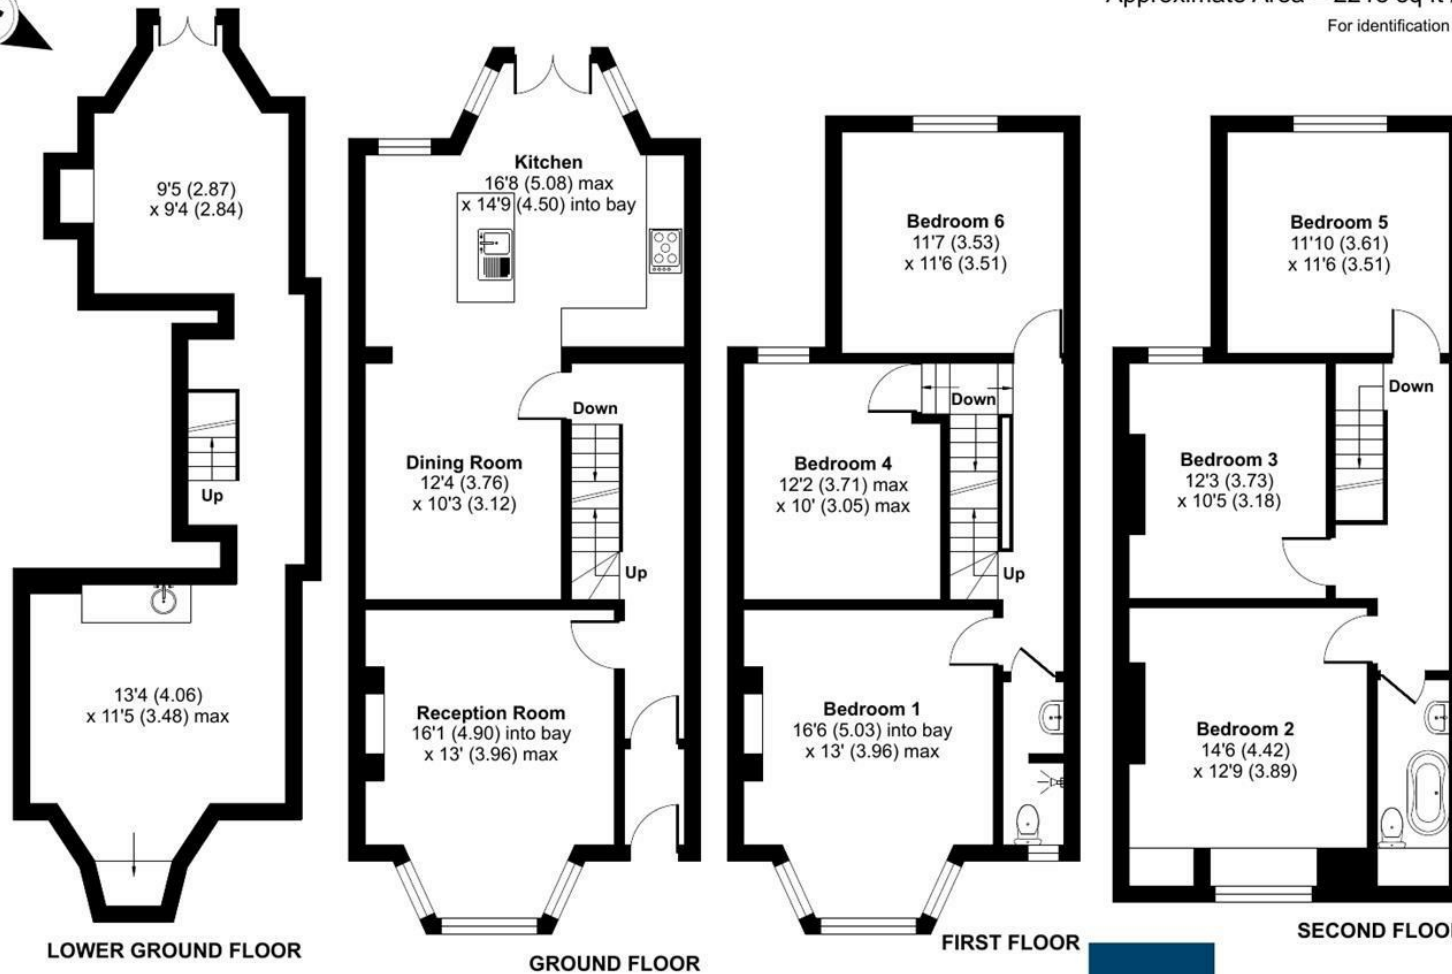 For identification
9'5 (2.87)
x 9'4 (2.84)
Up
13'4 (4.06)
x 11'5 (3.48) max
LOWER GROUND FLOOR
Kitchen
16'8 (5.08) max
x 14'9 (4.50) into bay
Down
Dining Room
12'4 (3.76)
x 10'3 (3.12)
Up
Reception Room
16'1 (4.90) into bay
x 13' (3.96) max
GROUND FLOOR
Bedroom 6
11'7 (3.53)
x 11'6 (3.51)
Down
Bedroom 4
12'2 (3.71) max
x 10' (3.05) max
Up
Bedroom 1
16'6 (5.03) into bay
x 13' (3.96) max
FIRST FLOOR
Bedroom 5
11'10 (3.61)
x 11'6 (3.51)
Down
Bedroom 3
12'3 (3.73)
x 10'5 (3.18)
Bedroom 2
14'6 (4.42)
x 12'9 (3.89)
SECOND FLOO